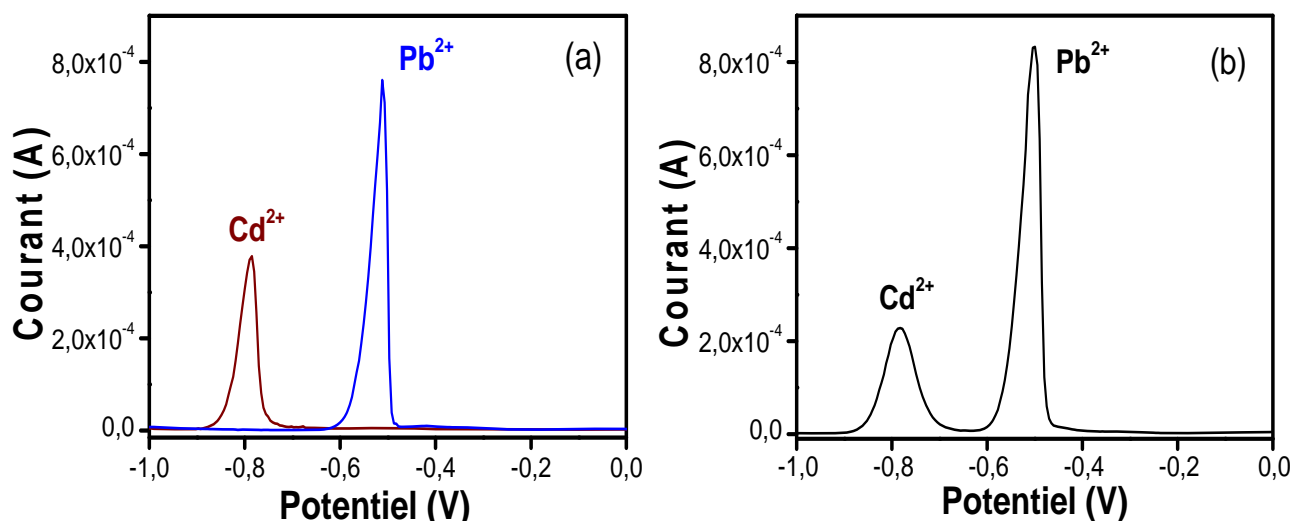 (a)
Pb2+
Cd2+
8,0x10-4
6,0x10-4
4,0x10-4
2,0x10-4
0,0
-1,0 -0,8 -0,6 -0,4 -0,2 0,0
Courant (A)
Potentiel (V)
(b)
Pb2+
Cd2+
8,0x10-4
6,0x10-4
4,0x10-4
2,0x10-4
0,0
-1,0 -0,8 -0,6 -0,4 -0,2 0,0
Courant (A)
Potentiel (V)